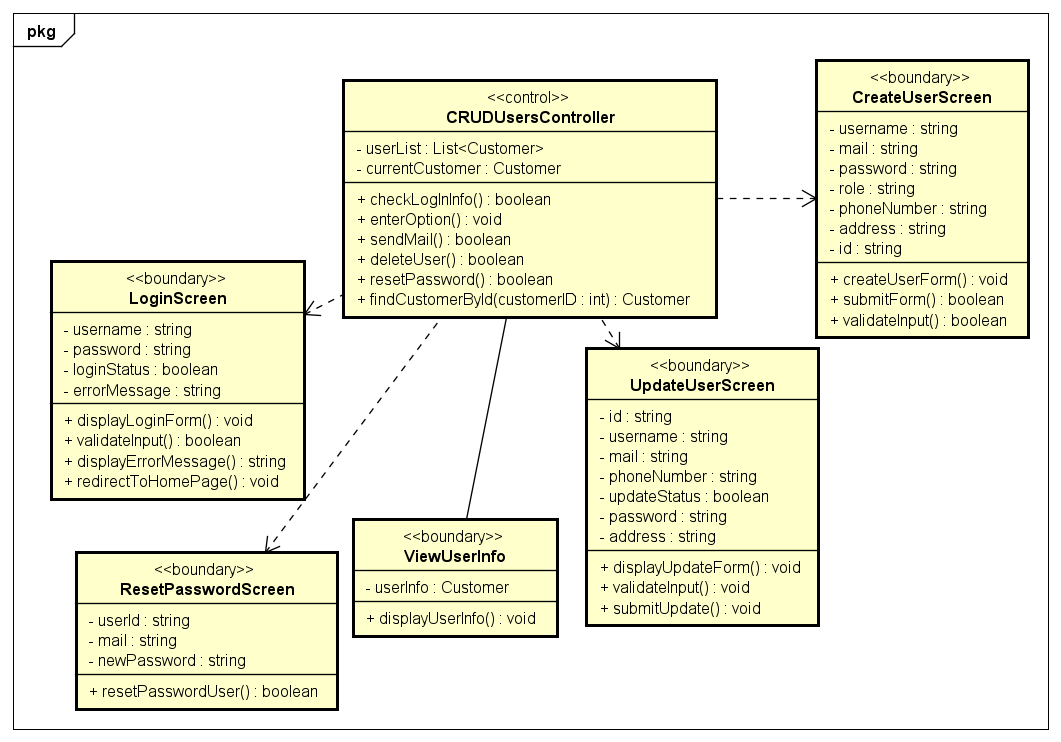 pkg
<<control>>
CRUDUsersController
- userList : List<Customer>
- currentCustomer : Customer
+ checkLogInInfo() : boolean
+ enterOption() : void
+ sendMail() : boolean
+ deleteUser() : boolean
+ resetPassword() : boolean
+ findCustomerById(customerID : int) : Customer
<<boundary>>
CreateUserScreen
- username : string
- mail : string
- password : string
- role : string
- phoneNumber : string
- address : string
- id : string
+ createUserForm() : void
+ submitForm() : boolean
+ validateInput() : boolean
<<boundary>>
LoginScreen
- username : string
- password : string
- loginStatus : boolean
- errorMessage : string
+ displayLoginForm() : void
+ validateInput() : boolean
+ displayErrorMessage() : string
+ redirectToHomePage() : void
<<boundary>>
UpdateUserScreen
- id : string
- username : string
- mail : string
- phoneNumber : string
- updateStatus : boolean
- password : string
- address : string
+ displayUpdateForm() : void
+ validateInput() : void
+ submitUpdate() : void
<<boundary>>
ViewUserInfo
- userInfo : Customer
+ displayUserInfo() : void
<<boundary>>
ResetPasswordScreen
- userId : string
- mail : string
- newPassword : string
+ resetPasswordUser() : boolean